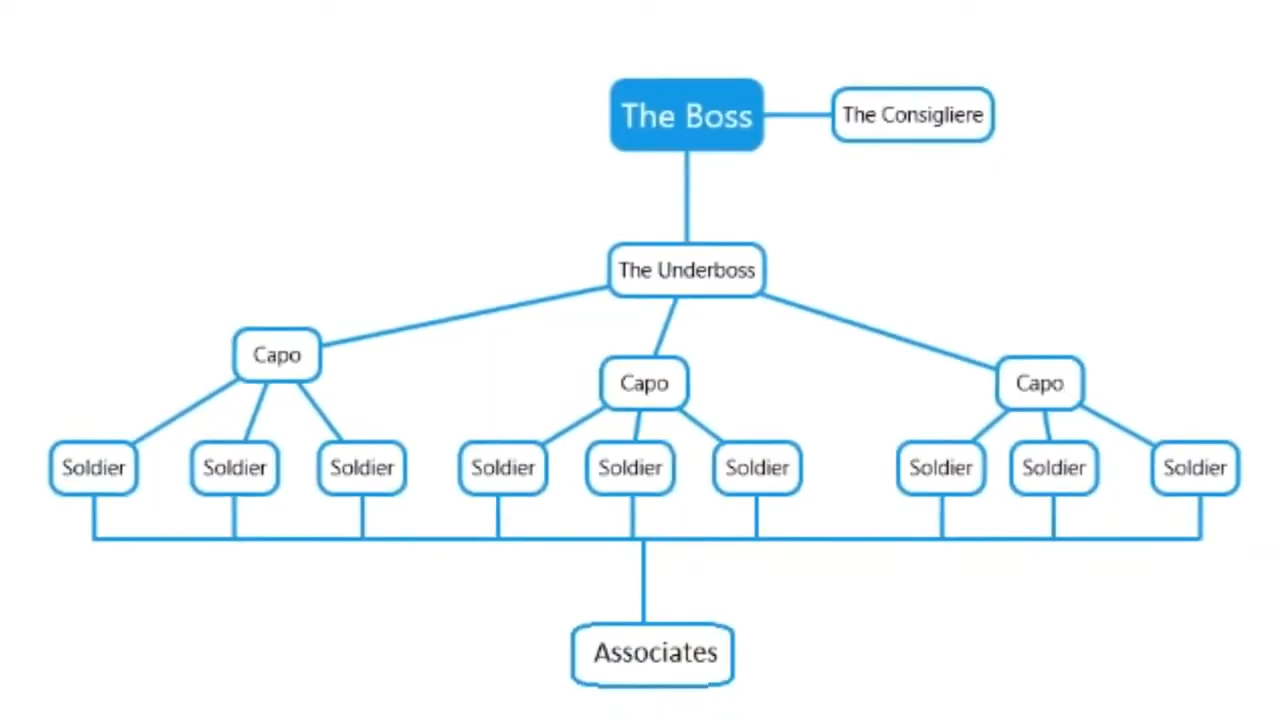 The Boss
The Consigliere
The Underboss
Capo
Capo
Capo
Soldier
Soldier
Soldier
Soldier
Soldier
Soldier
Soldier
Soldier
Soldier
Associates